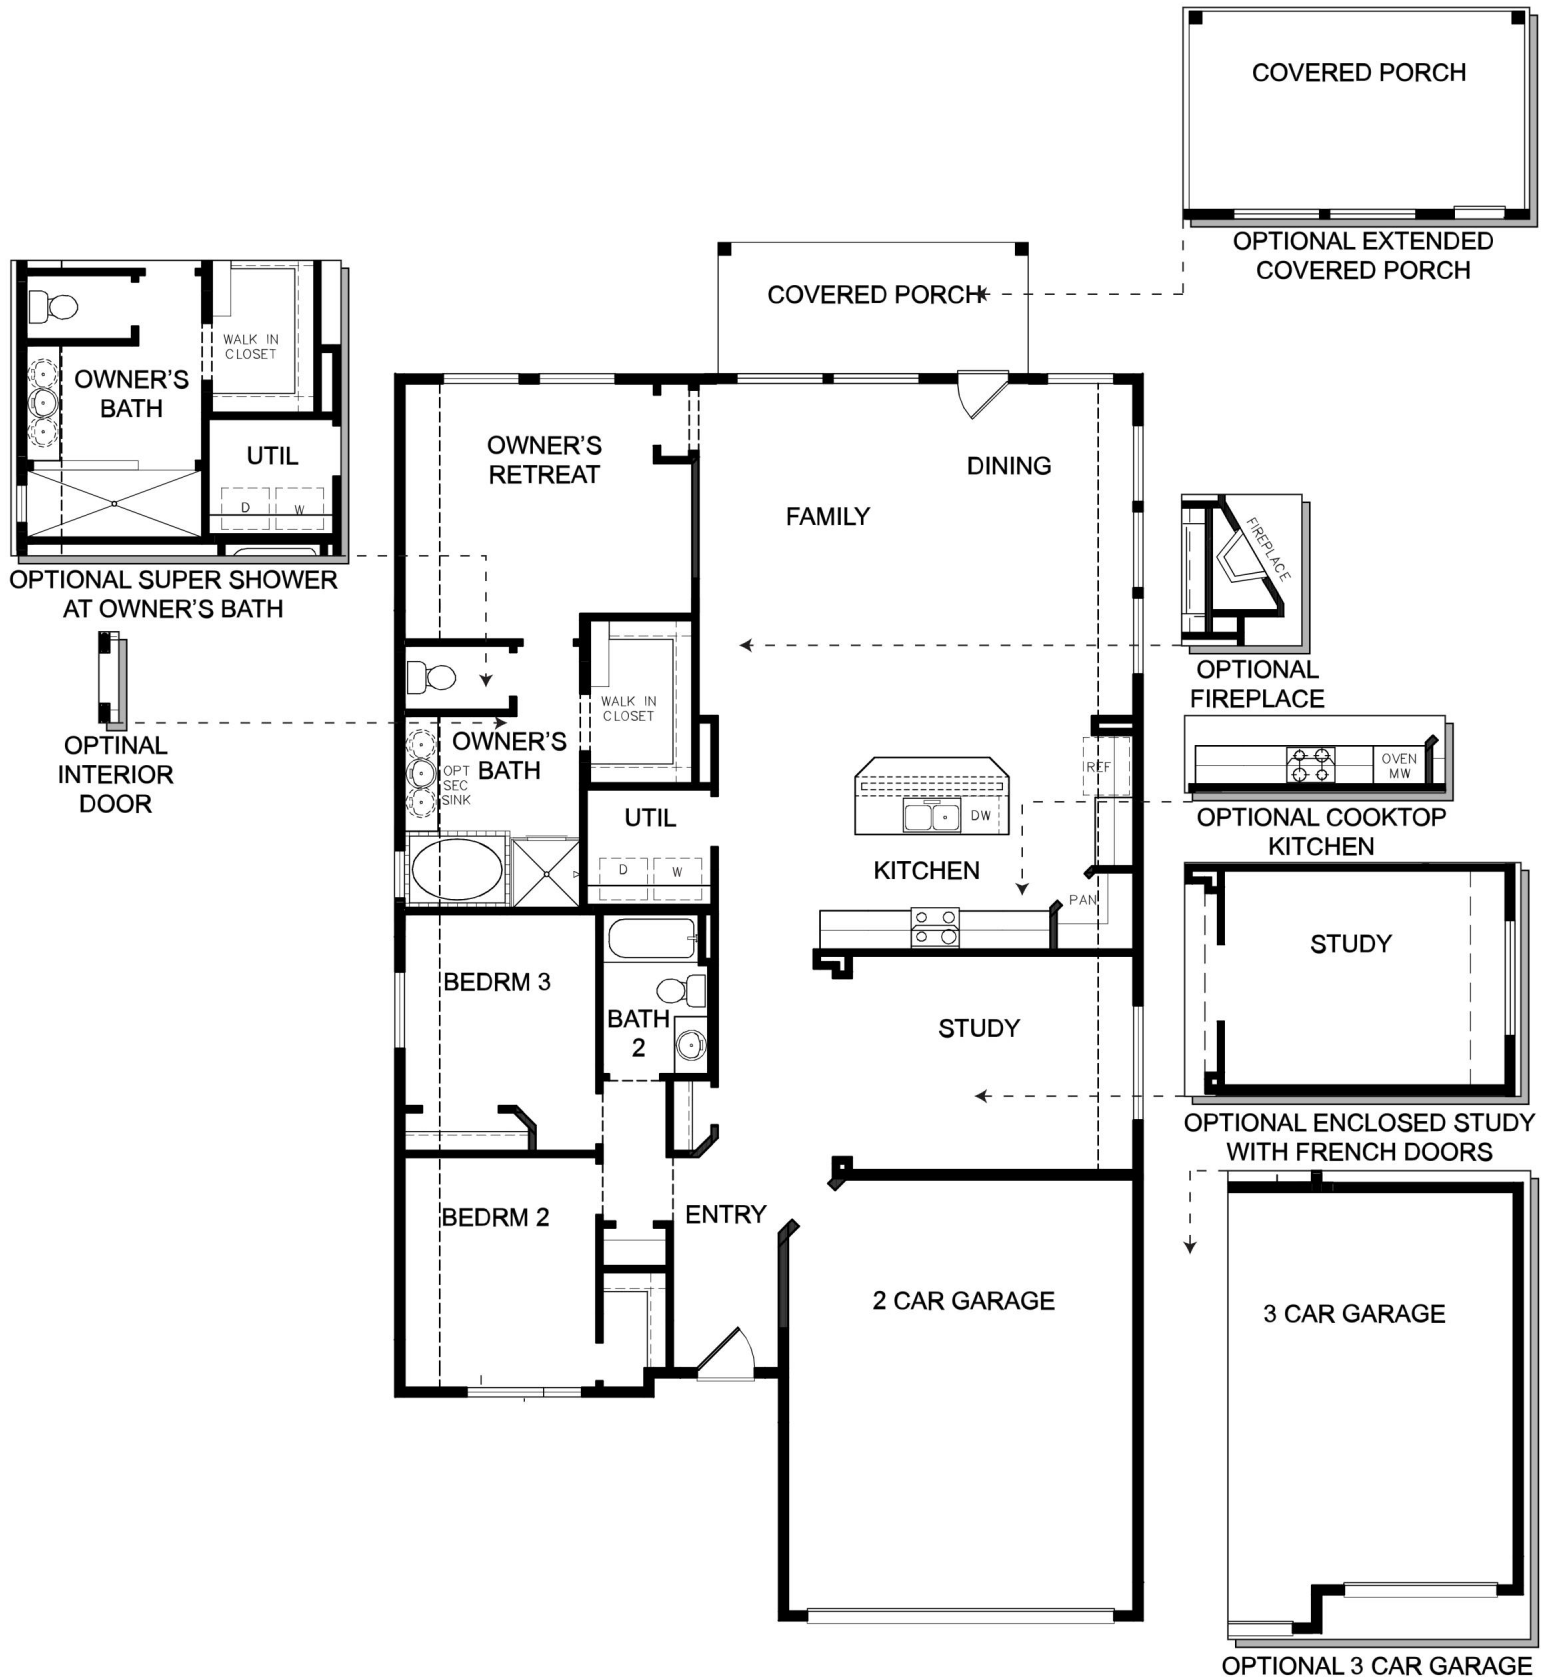 COVERED PORCH
OPTIONAL EXTENDED
COVERED PORCH
COVERED PORCH
WALK IN
CLOSET
OWNER'S
BATH
UTIL
D
W
OPTIONAL SUPER SHOWER
AT OWNER'S BATH
OPTINAL
INTERIOR
DOOR
OWNER'S
RETREAT
DINING
FAMILY
FIREPLACE
OPTIONAL
FIREPLACE
WALK IN
CLOSET
OWNER'S
BATH
OPT
SEC
SINK
REF
OVEN
MW
OPTIONAL COOKTOP
KITCHEN
UTIL
D
W
DW
KITCHEN
PAN
BEDRM 3
BATH
2
STUDY
STUDY
OPTIONAL ENCLOSED STUDY
WITH FRENCH DOORS
BEDRM 2
ENTRY
2 CAR GARAGE
3 CAR GARAGE
OPTIONAL 3 CAR GARAGE